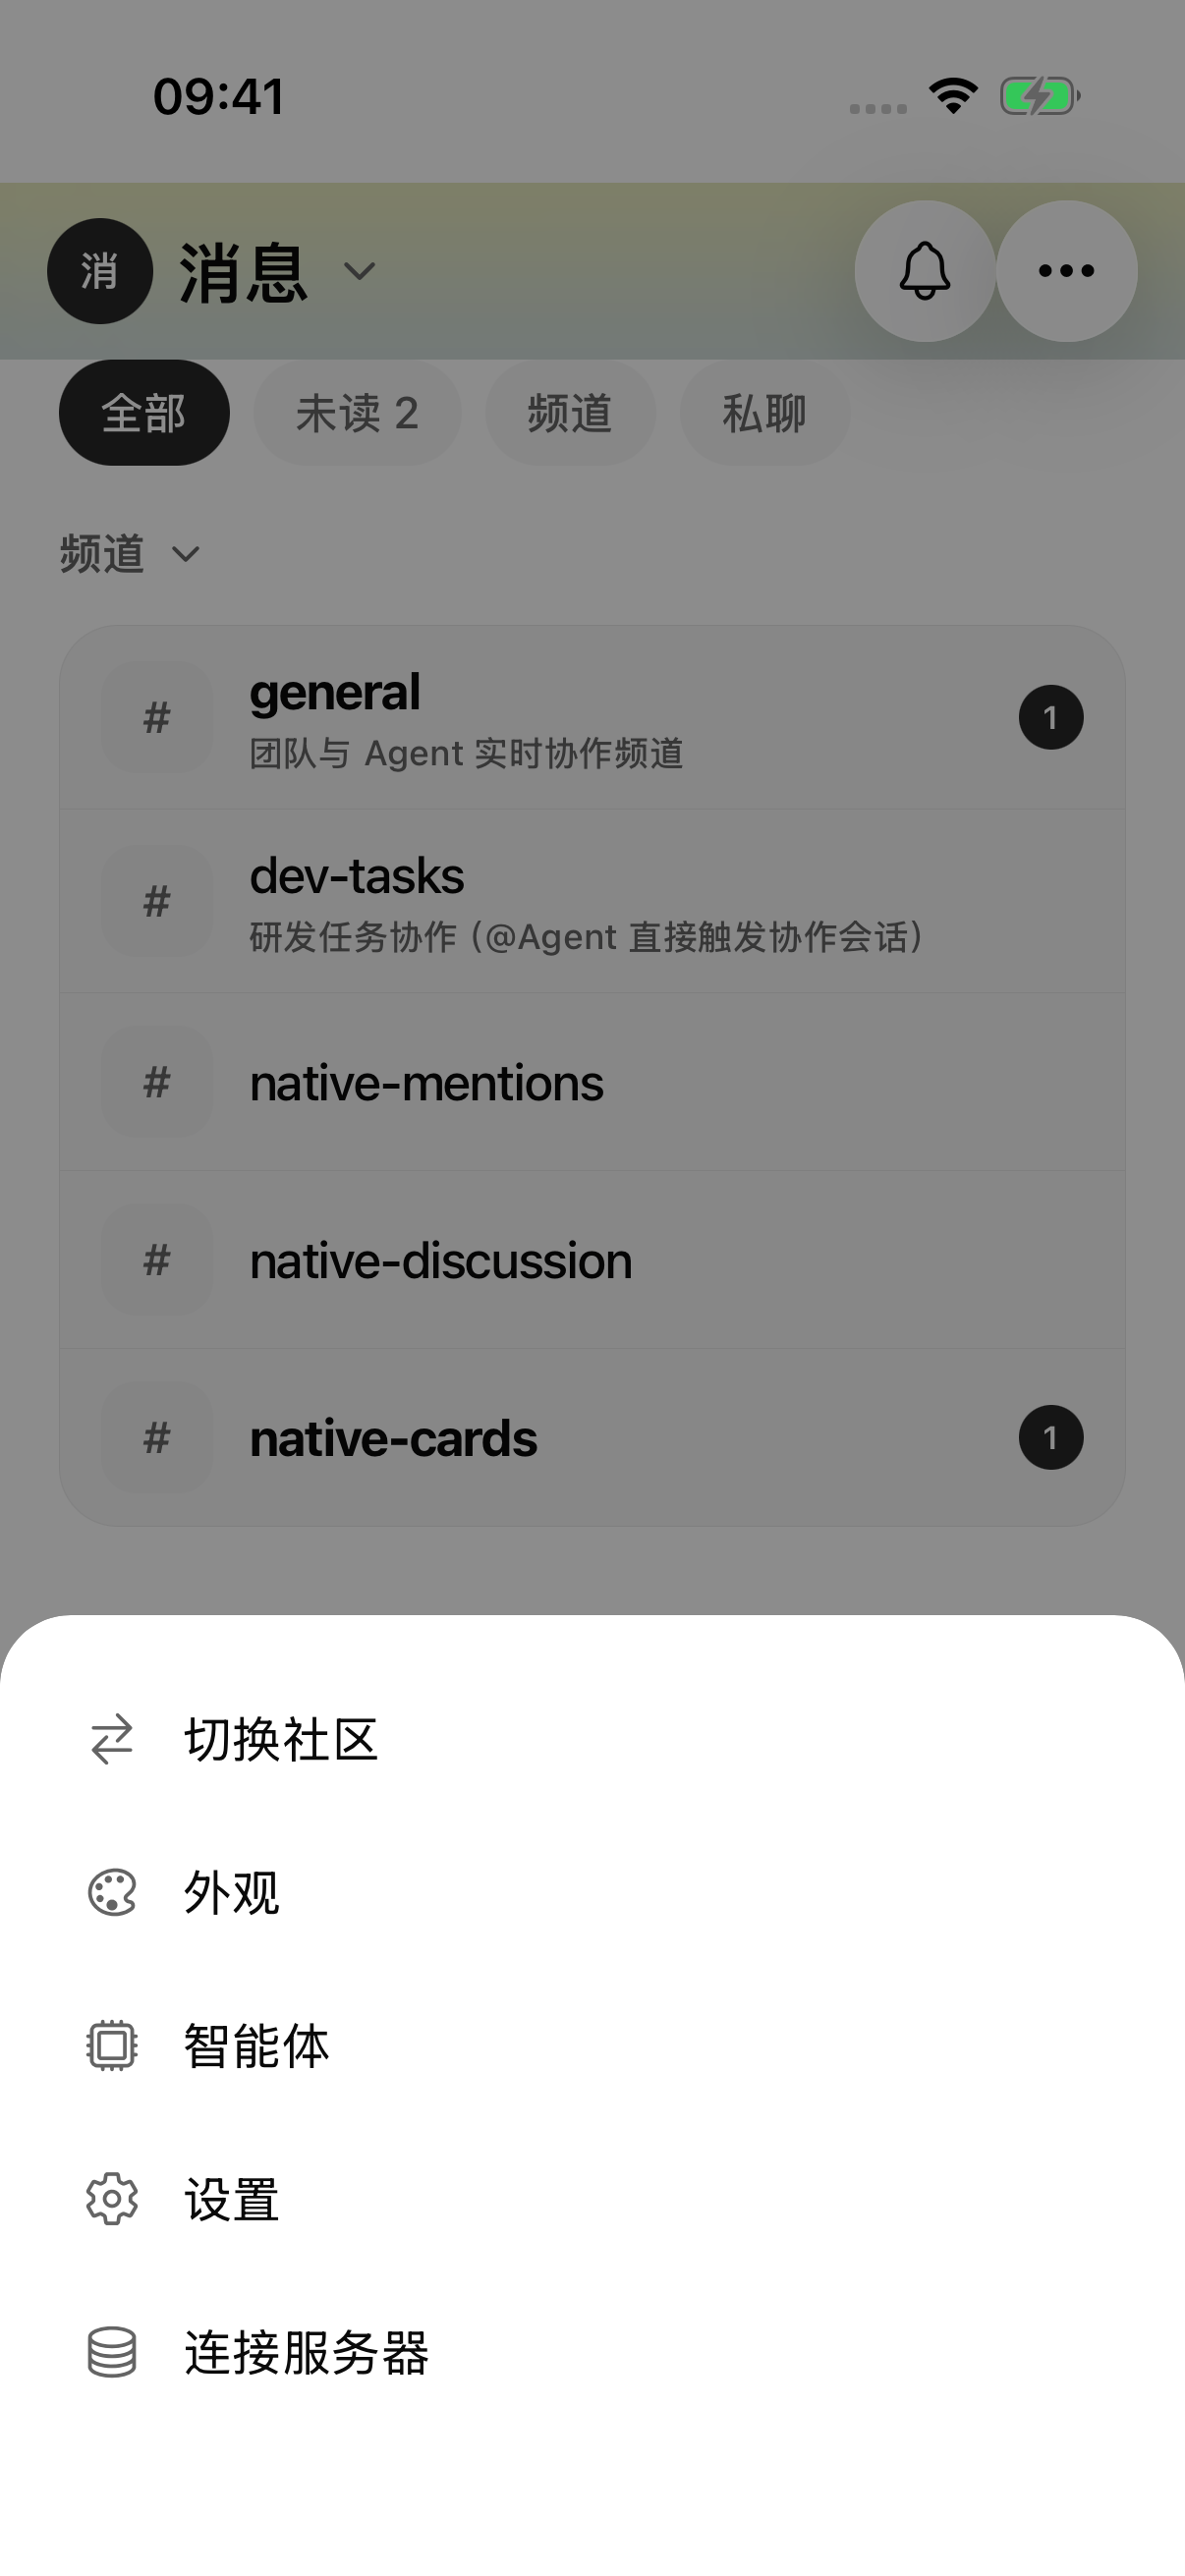 09:41
消 消息
全部 未读 2 频道 私聊
频道
# general 1
团队与 Agent 实时协作频道
# dev-tasks
研发任务协作 (@Agent 直接触发协作会话)
# native-mentions
# native-discussion
# native-cards 1
切换社区
外观
智能体
设置
连接服务器